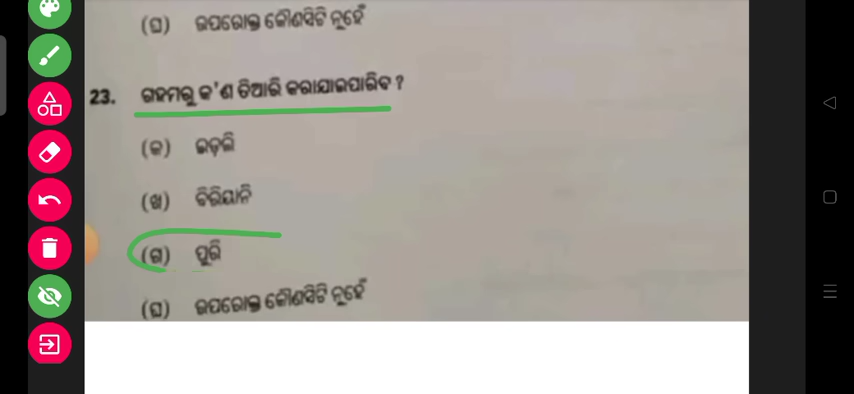 (ଘ) ଉପରୋକ୍ତ କୌଣସିଟି ନୁହେଁ
23. ଗହମରୁ କ'ଣ ତିଆରି କରାଯାଇପାରିବ ?
(କ) ଇଡ଼ଲି
(ଖ) ବିରିୟାନି
(ଗ) ପୁରି
(ଘ) ଉପରୋକ୍ତ କୌଣସିଟି ନୁହେଁ